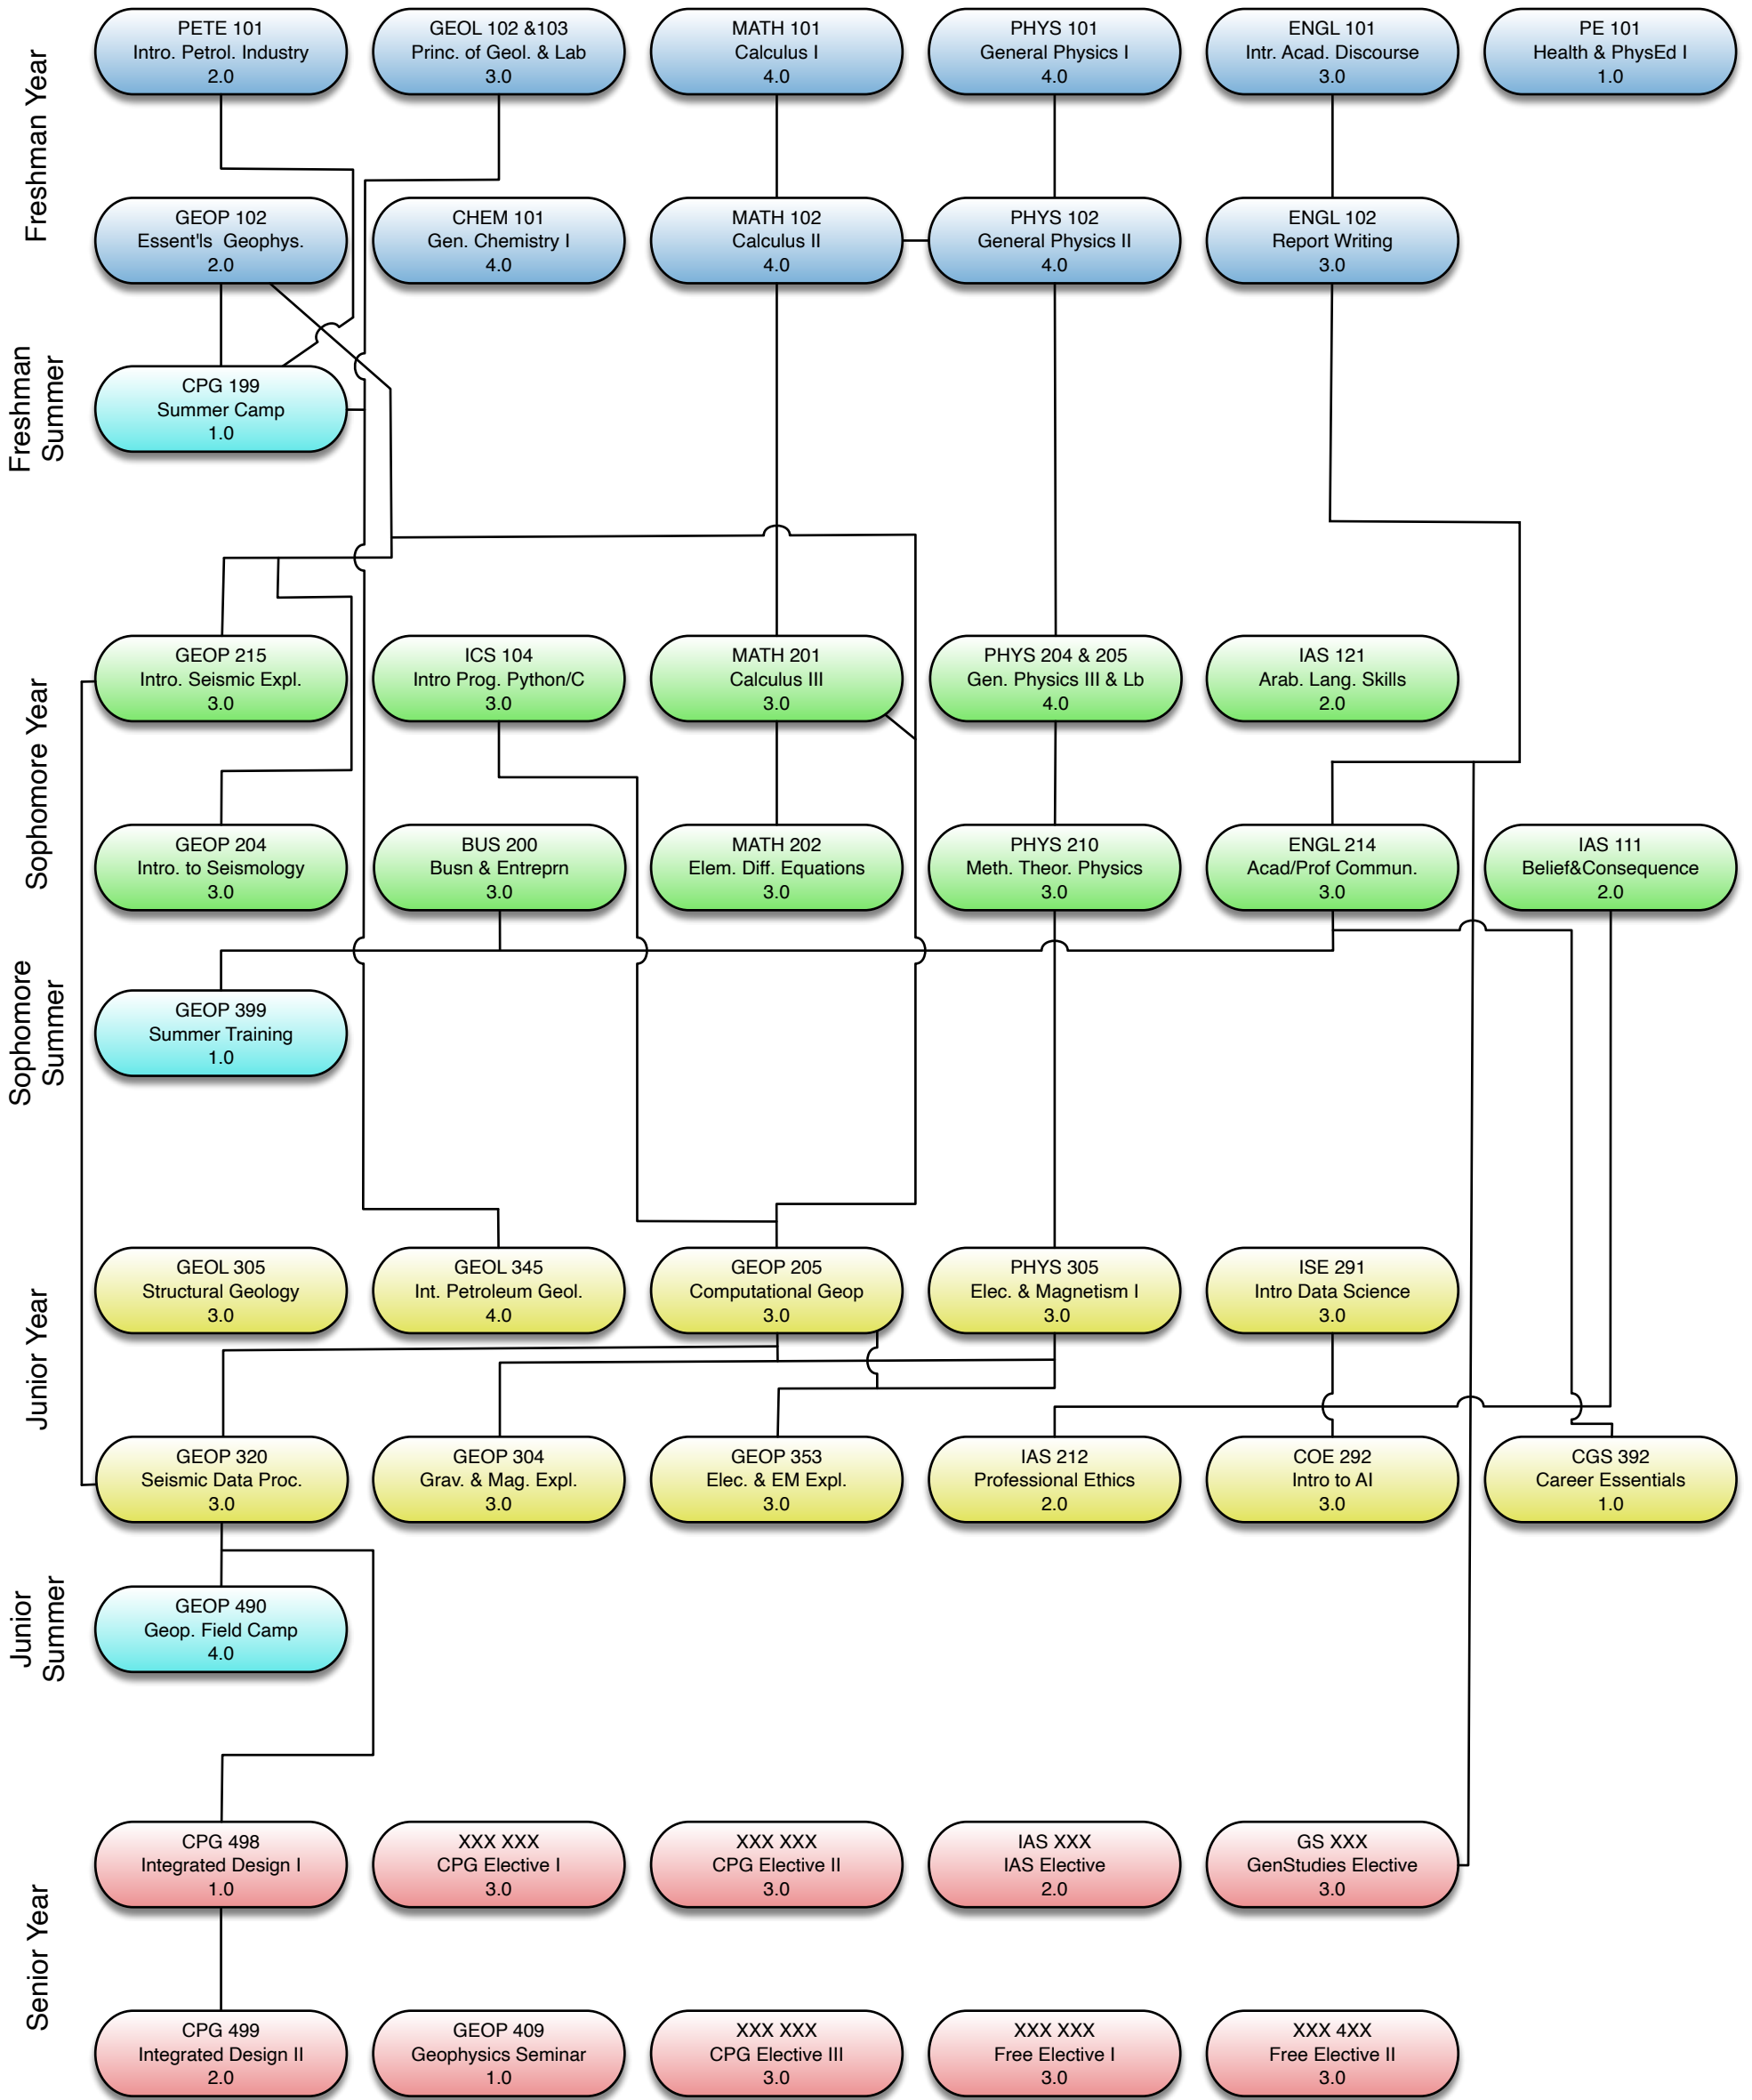 Freshman Year
PETE 101
Intro. Petrol. Industry
2.0
GEOL 102 &103
Princ. of Geol. & Lab
3.0
MATH 101
Calculus I
4.0
PHYS 101
General Physics I
4.0
ENGL 101
Intr. Acad. Discourse
3.0
PE 101
Health & PhysEd I
1.0
GEOP 102
Essent'ls  Geophys.
2.0
CHEM 101
Gen. Chemistry I
4.0
MATH 102
Calculus II
4.0
PHYS 102
General Physics II
4.0
ENGL 102
Report Writing
3.0
Freshman
Summer
CPG 199
Summer Camp
1.0
Sophomore Year
GEOP 215
Intro. Seismic Expl.
3.0
ICS 104
Intro Prog. Python/C
3.0
MATH 201
Calculus III
3.0
PHYS 204 & 205
Gen. Physics III & Lb
4.0
IAS 121
Arab. Lang. Skills
2.0
GEOP 204
Intro. to Seismology
3.0
BUS 200
Busn & Entreprn
3.0
MATH 202
Elem. Diff. Equations
3.0
PHYS 210
Meth. Theor. Physics
3.0
ENGL 214
Acad/Prof Commun.
3.0
IAS 111
Belief&Consequence
2.0
Sophomore
Summer
GEOP 399
Summer Training
1.0
Junior Year
GEOL 305
Structural Geology
3.0
GEOL 345
Int. Petroleum Geol.
4.0
GEOP 205
Computational Geop
3.0
PHYS 305
Elec. & Magnetism I
3.0
ISE 291
Intro Data Science
3.0
GEOP 320
Seismic Data Proc.
3.0
GEOP 304
Grav. & Mag. Expl.
3.0
GEOP 353
Elec. & EM Expl.
3.0
IAS 212
Professional Ethics
2.0
COE 292
Intro to AI
3.0
CGS 392
Career Essentials
1.0
Junior
Summer
GEOP 490
Geop. Field Camp
4.0
Senior Year
CPG 498
Integrated Design I
1.0
XXX XXX
CPG Elective I
3.0
XXX XXX
CPG Elective II
3.0
IAS XXX
IAS Elective
2.0
GS XXX
GenStudies Elective
3.0
CPG 499
Integrated Design II
2.0
GEOP 409
Geophysics Seminar
1.0
XXX XXX
CPG Elective III
3.0
XXX XXX
Free Elective I
3.0
XXX 4XX
Free Elective II
3.0